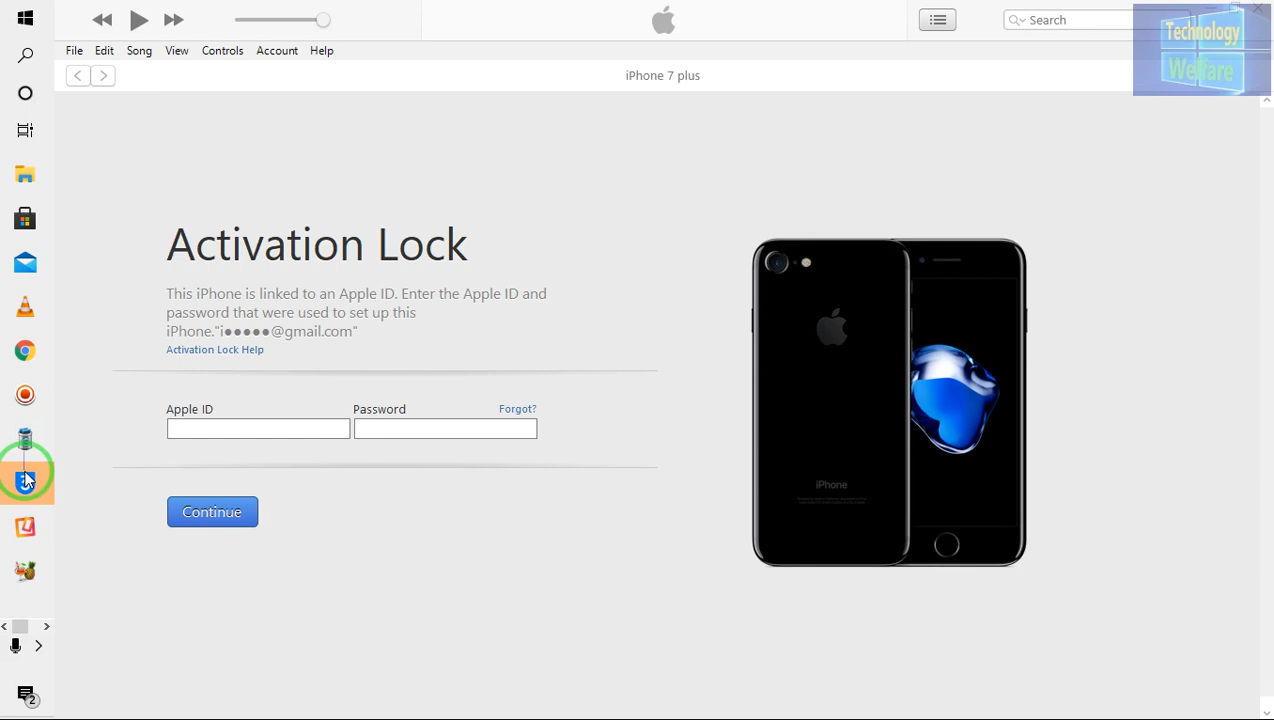 Search
Technology
Welfare
File Edit Song View Controls Account Help
iPhone 7 plus
Activation Lock
This iPhone is linked to an Apple ID. Enter the Apple ID and
password that were used to set up this
iPhone."i●●●●●@gmail.com"
Activation Lock Help
Apple ID Password Forgot?
Continue
iPhone
2